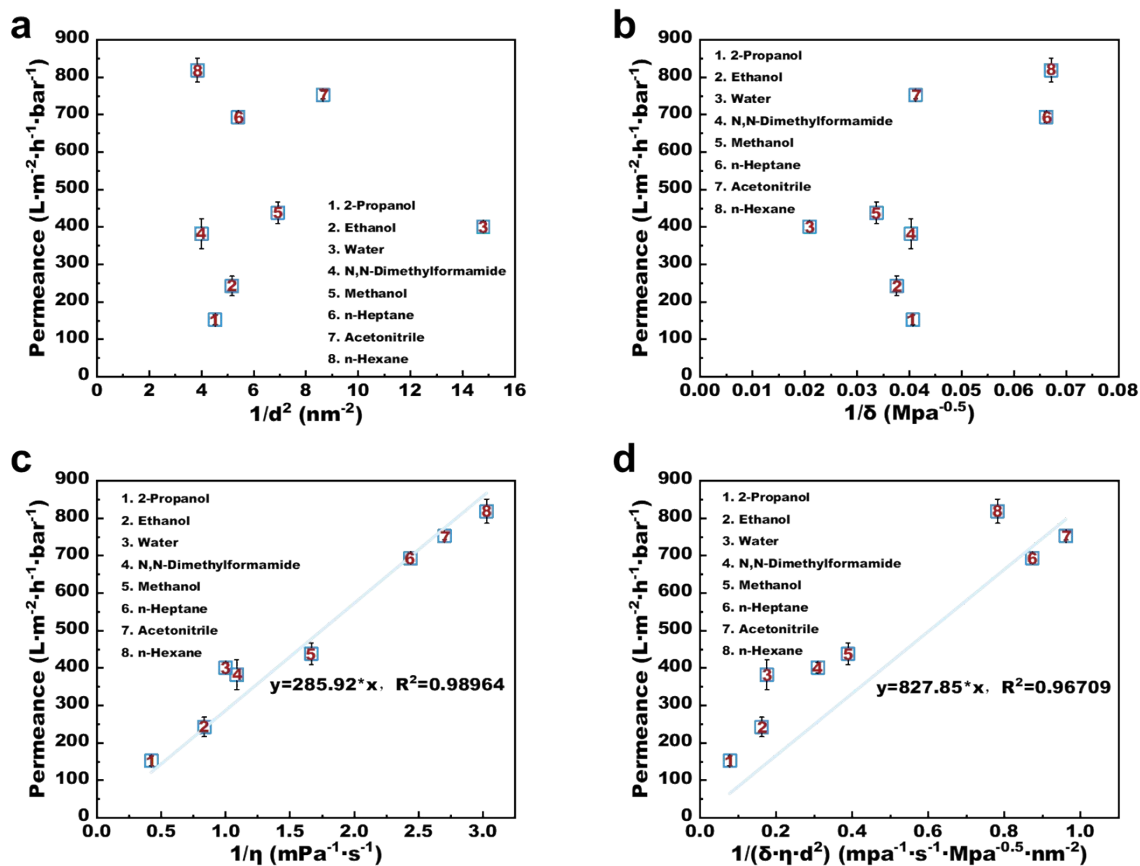 a
Permeance (L·m⁻²·h⁻¹·bar⁻¹)
900
800
700
600
500
400
300
200
100
0
8
7
6
5
3
4
2
1
1. 2-Propanol
2. Ethanol
3. Water
4. N,N-Dimethylformamide
5. Methanol
6. n-Heptane
7. Acetonitrile
8. n-Hexane
0 2 4 6 8 10 12 14 16
1/d² (nm⁻²)
b
Permeance (L·m⁻²·h⁻¹·bar⁻¹)
900
800
700
600
500
400
300
200
100
0
1. 2-Propanol
2. Ethanol
3. Water
4. N,N-Dimethylformamide
5. Methanol
6. n-Heptane
7. Acetonitrile
8. n-Hexane
8
7
6
5
3
4
2
1
0.00 0.01 0.02 0.03 0.04 0.05 0.06 0.07 0.08
1/δ (Mpa⁻⁰·⁵)
c
Permeance (L·m⁻²·h⁻¹·bar⁻¹)
900
800
700
600
500
400
300
200
100
0
1. 2-Propanol
2. Ethanol
3. Water
4. N,N-Dimethylformamide
5. Methanol
6. n-Heptane
7. Acetonitrile
8. n-Hexane
8
7
6
5
3
4
2
1
y=285.92*x, R²=0.98964
0.0 0.5 1.0 1.5 2.0 2.5 3.0
1/η (mPa⁻¹·s⁻¹)
d
Permeance (L·m⁻²·h⁻¹·bar⁻¹)
900
800
700
600
500
400
300
200
100
0
1. 2-Propanol
2. Ethanol
3. Water
4. N,N-Dimethylformamide
5. Methanol
6. n-Heptane
7. Acetonitrile
8. n-Hexane
8
7
6
5
4
3
2
1
y=827.85*x, R²=0.96709
0.0 0.2 0.4 0.6 0.8 1.0
1/(δ·η·d²) (mpa⁻¹·s⁻¹·Mpa⁻⁰·⁵·nm⁻²)